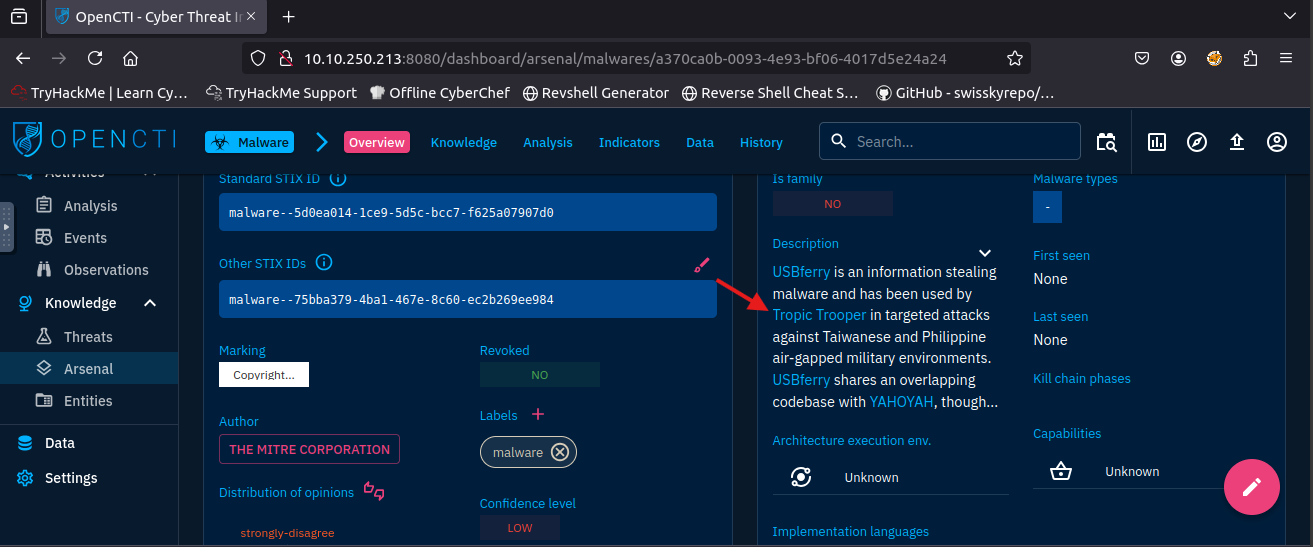 OpenCTI - Cyber Threat In
10.10.250.213:8080/dashboard/arsenal/malwares/a370ca0b-0093-4e93-bf06-4017d5e24a24
TryHackMe | Learn Cy... TryHackMe Support Offline CyberChef Revshell Generator Reverse Shell Cheat S... GitHub - swisskyrepo/...
OPENCTI Malware Overview Knowledge Analysis Indicators Data History Search...
Activities
Analysis
Events
Observations
Knowledge
Threats
Arsenal
Entities
Data
Settings
Standard STIX ID
malware--5d0ea014-1ce9-5d5c-bcc7-f625a07907d0
Other STIX IDs
malware--75bba379-4ba1-467e-8c60-ec2b269ee984
Marking
Copyright...
Revoked
NO
Author
THE MITRE CORPORATION
Labels
malware
Distribution of opinions
strongly-disagree
Confidence level
LOW
Is family
NO
Malware types
-
Description
USBferry is an information stealing
malware and has been used by
Tropic Trooper in targeted attacks
against Taiwanese and Philippine
air-gapped military environments.
USBferry shares an overlapping
codebase with YAHOYAH, though...
First seen
None
Last seen
None
Kill chain phases
Architecture execution env.
Unknown
Capabilities
Unknown
Implementation languages